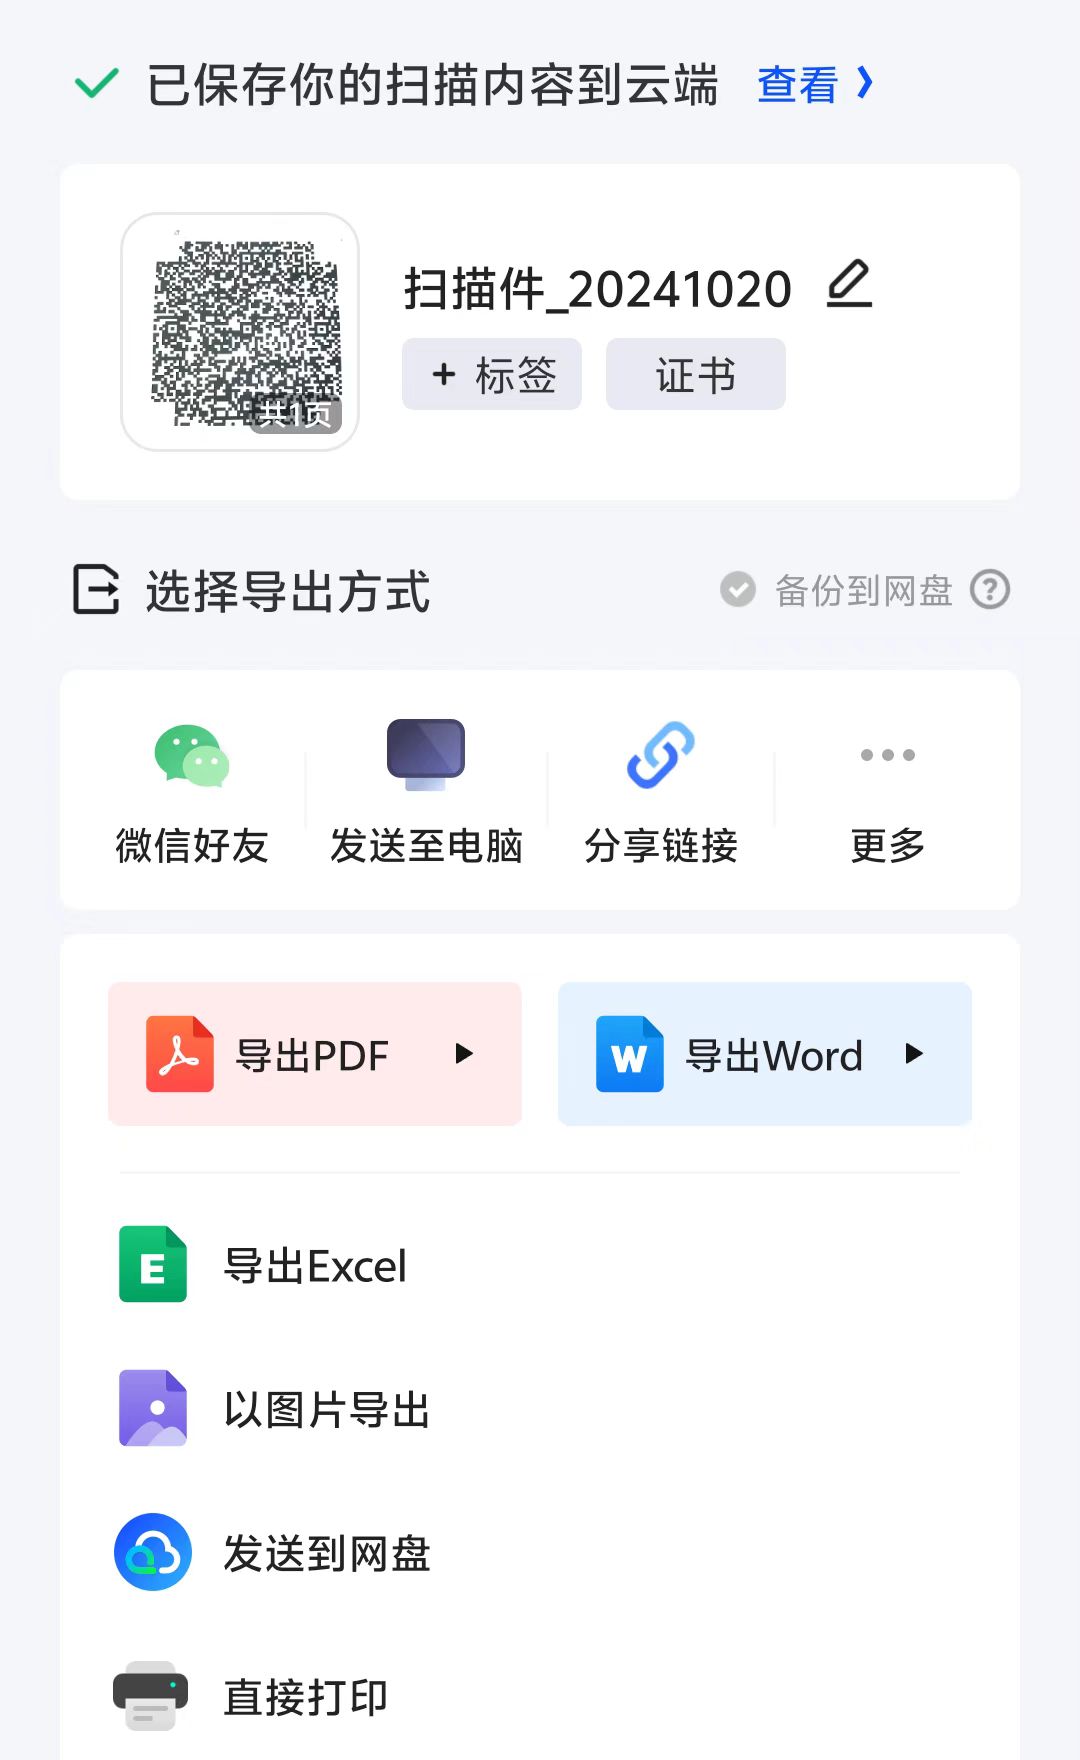 已保存你的扫描内容到云端 查看
扫描件_20241020
+ 标签 证书
共1页
选择导出方式 备份到网盘 ?
微信好友 发送至电脑 分享链接 更多
导出PDF W 导出Word
E 导出Excel
以图片导出
发送到网盘
直接打印